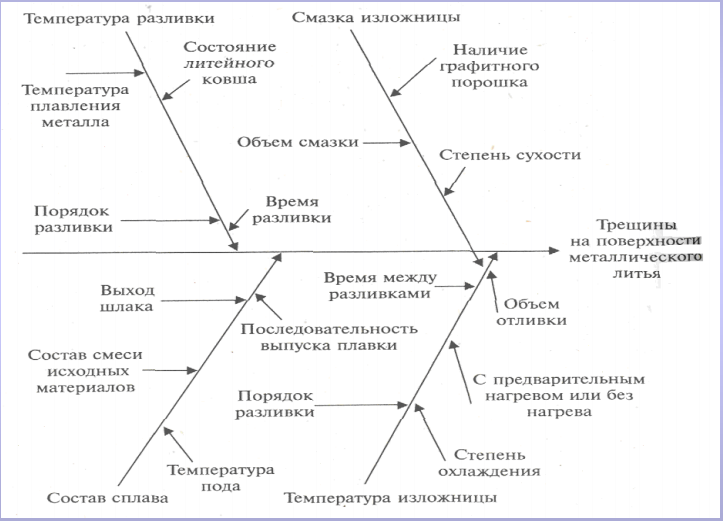 Температура разливки
Смазка изложницы
Состояние
литейного
ковша
Наличие
графитного
порошка
Температура
плавления
металла
Объем смазки
Степень сухости
Порядок
разливки
Время
разливки
Трещины
на поверхности
металлического
литья
Выход
шлака
Время между
разливками
Объем
отливки
Последовательность
выпуска плавки
Состав смеси
исходных
материалов
С предварительным
нагревом или без
нагрева
Порядок
разливки
Температура
пода
Степень
охлаждения
Состав сплава
Температура изложницы